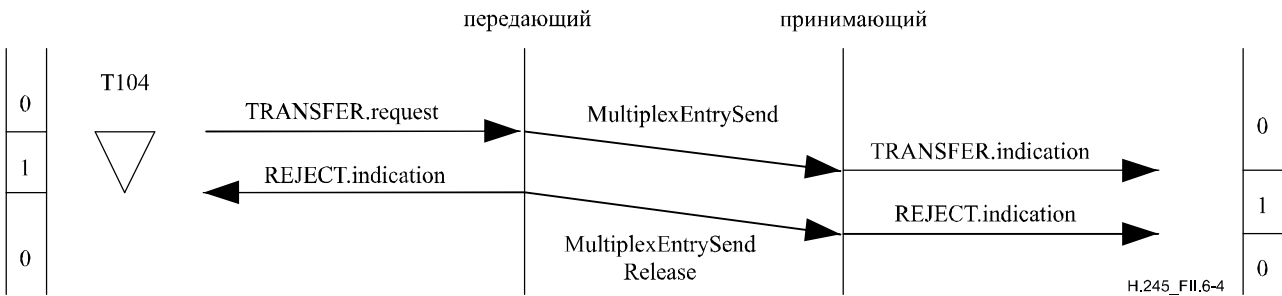 передающий
принимающий
T104
0
TRANSFER.request
MultiplexEntrySend
0
1
REJECT.indication
TRANSFER.indication
1
REJECT.indication
0
MultiplexEntrySend
Release
0
H.245_FII.6-4